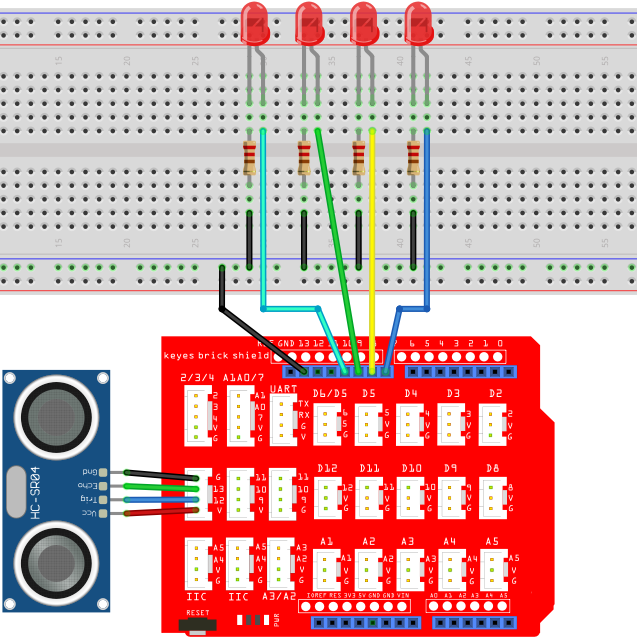 15 20 25 30 35 40 45 50 55
15 20 25 30 35 40 45 50 55
REF GND 13 12 11 10 9 8 7 6 5 4 3 2 1 0
keyes brick shield
2/3/4 A1A0/7 UART D6/D5 D5 D4 D3 D2
2 3 4 V G
A1 A0 7 V G
TX RX G V
6 5 V G
5 V G
4 V G
3 V G
2 V G
HC-SR04
Gnd
Echo
Trig
Vcc
G 13 12 V
11 10 9 V G
11 10 9 G
D12 D11 D10 D9 D8
12 V G
11 V G
10 V G
9 V G
8 V G
A5 A4 V G
A5 A4 V G
A3 A2 V G
A1 A2 A3 A4 A5
A1 V G
A2 V G
A3 V G
A4 V G
A5 V G
IIC IIC A3/A2
IOREF RES 3V3 5V GND GND VIN A0 A1 A2 A3 A4 A5
RESET
PWR